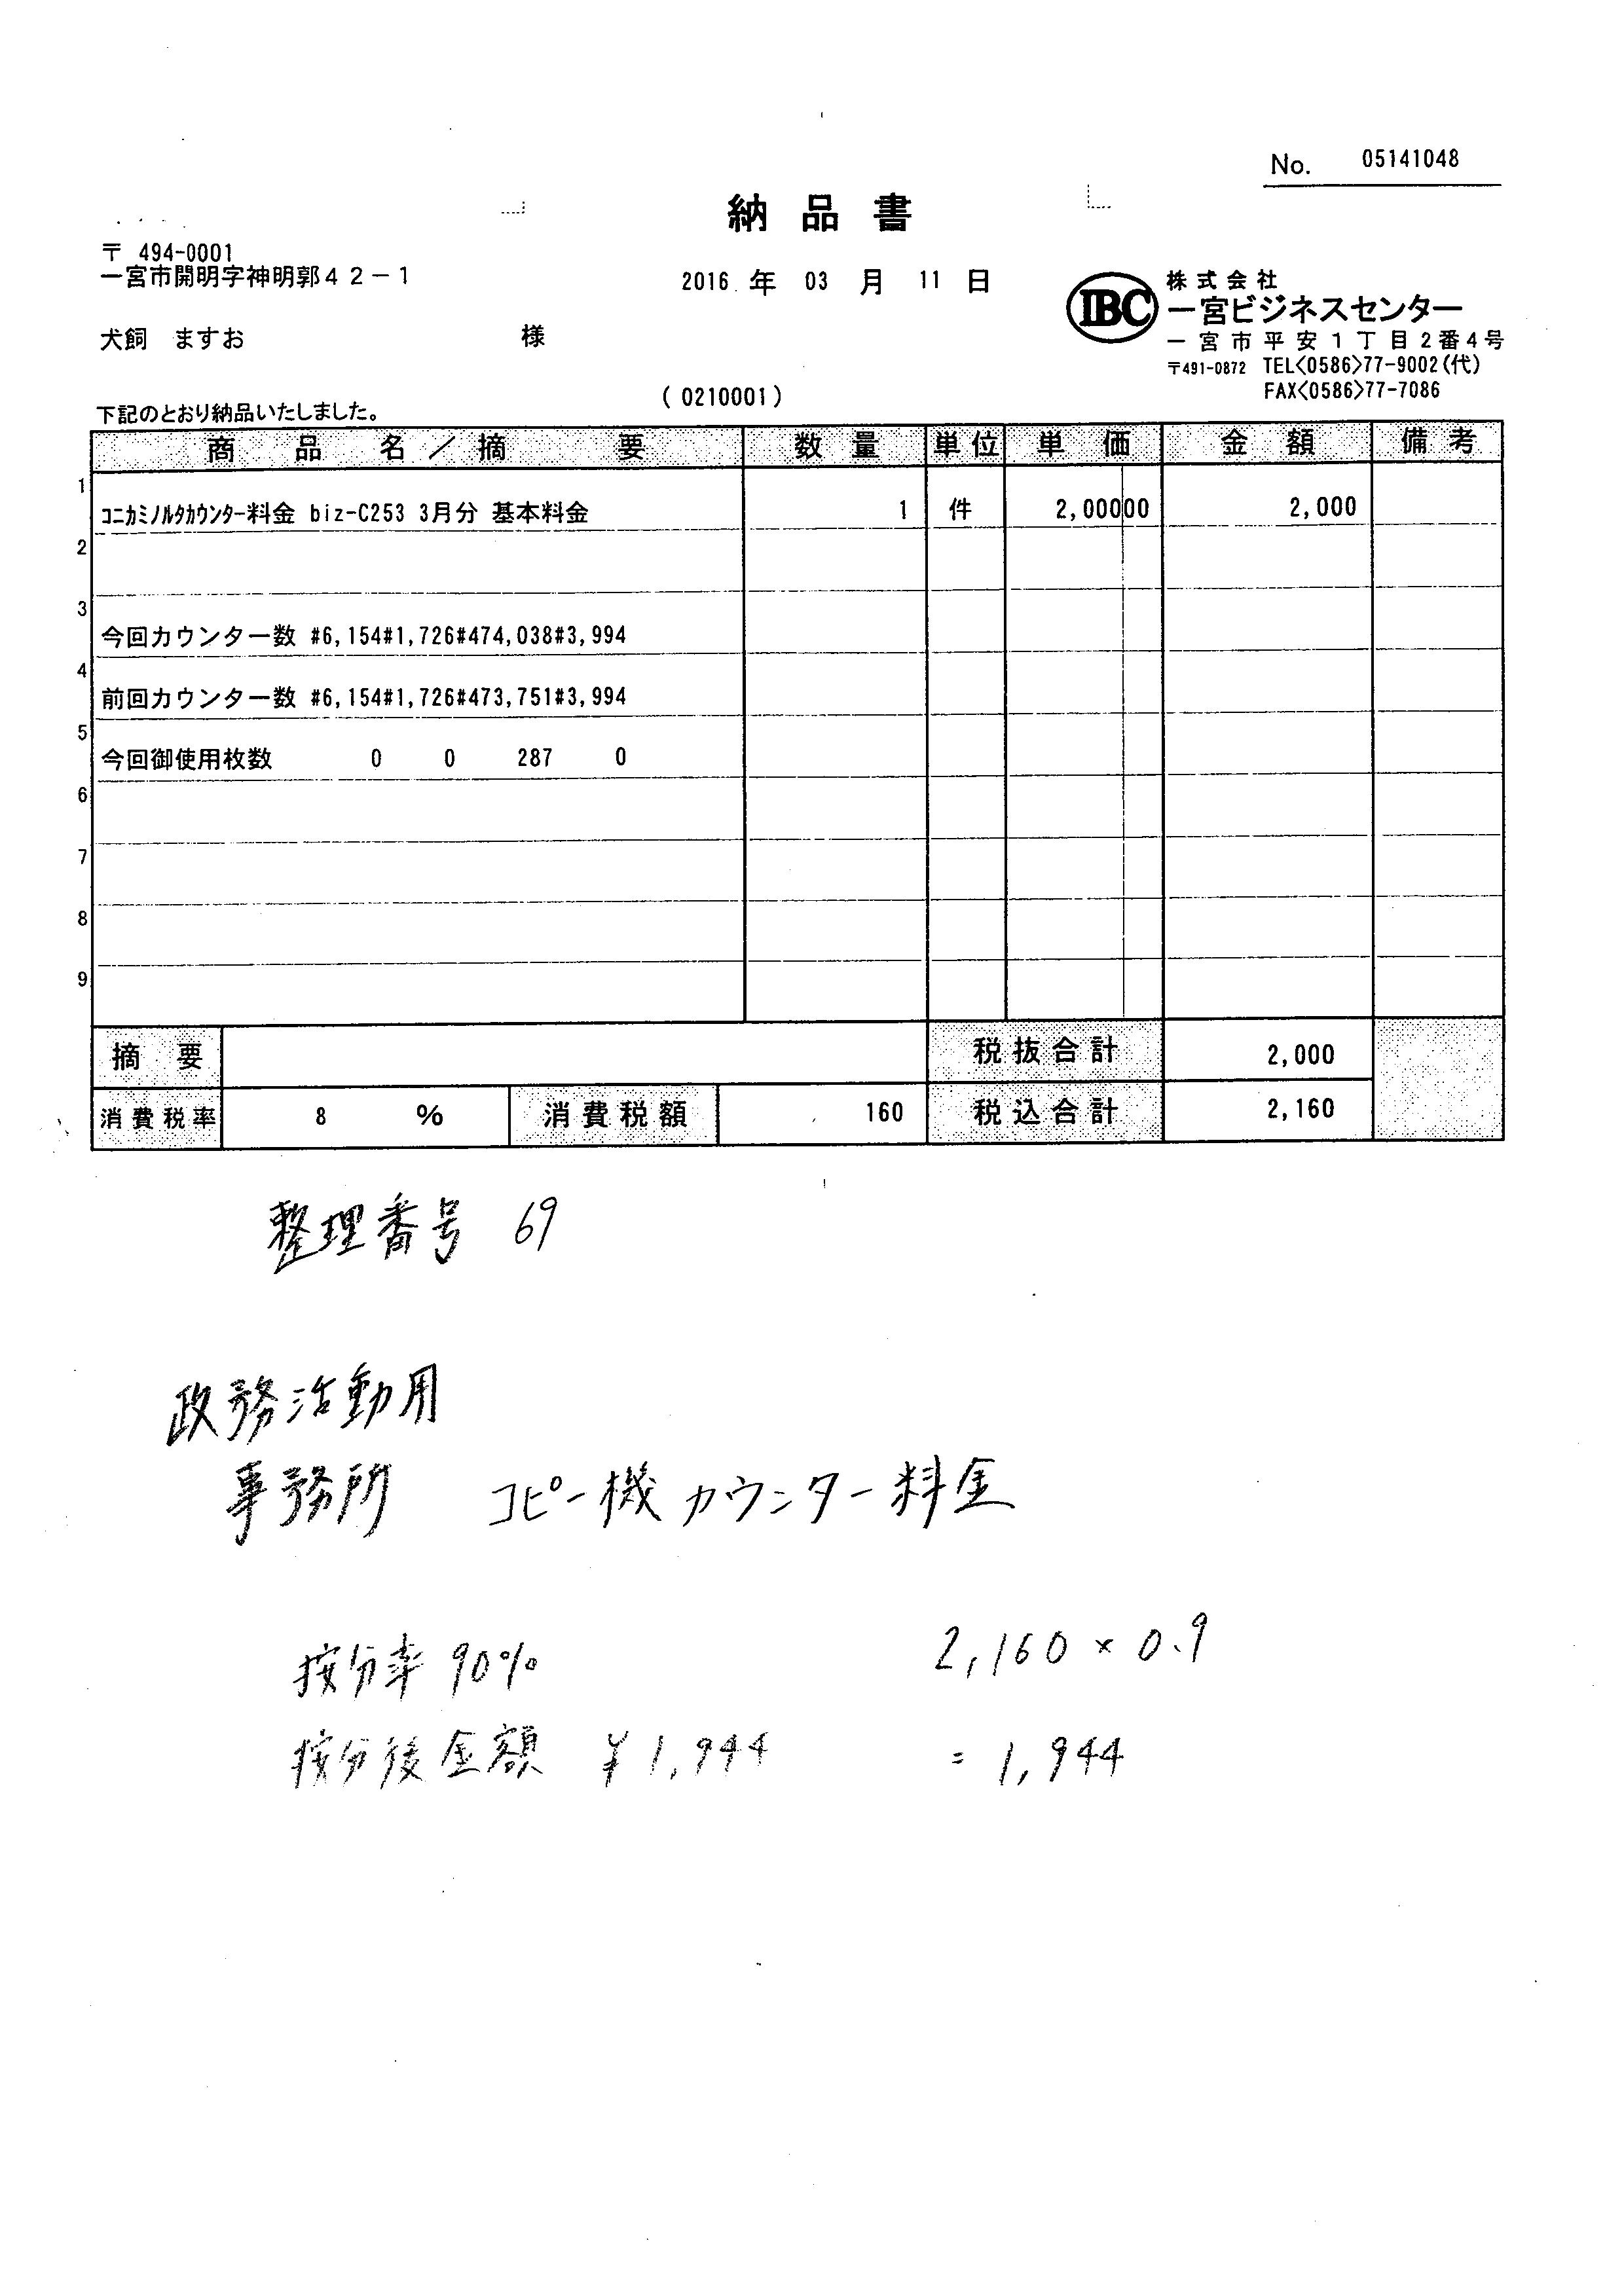 No. 05141048
納品書
〒 494-0001
一宮市開明字神明郭42-1
2016 年 03 月 11 日
犬飼 ますお 様
IBC
株式会社
一宮ビジネスセンター
一宮市平安1丁目2番4号
〒491-0872 TEL<0586>77-9002(代)
FAX<0586>77-7086
(0210001)
下記のとおり納品いたしました。
商品名/摘要 数量 単位 単価 金額 備考
1 コニカミノルタカウンター料金 biz-C253 3月分 基本料金 1 件 2,00000 2,000
2
3 今回カウンター数 #6,154#1,726#474,038#3,994
4 前回カウンター数 #6,154#1,726#473,751#3,994
5 今回御使用枚数 0 0 287 0
6
7
8
9
摘要 税抜合計 2,000
消費税率 8 % 消費税額 160 税込合計 2,160
整理番号 69
政務活動用
事務所 コピー機カウンター料金
按分率 90% 2,160×0.9
按分後金額 ¥1,944 = 1,944